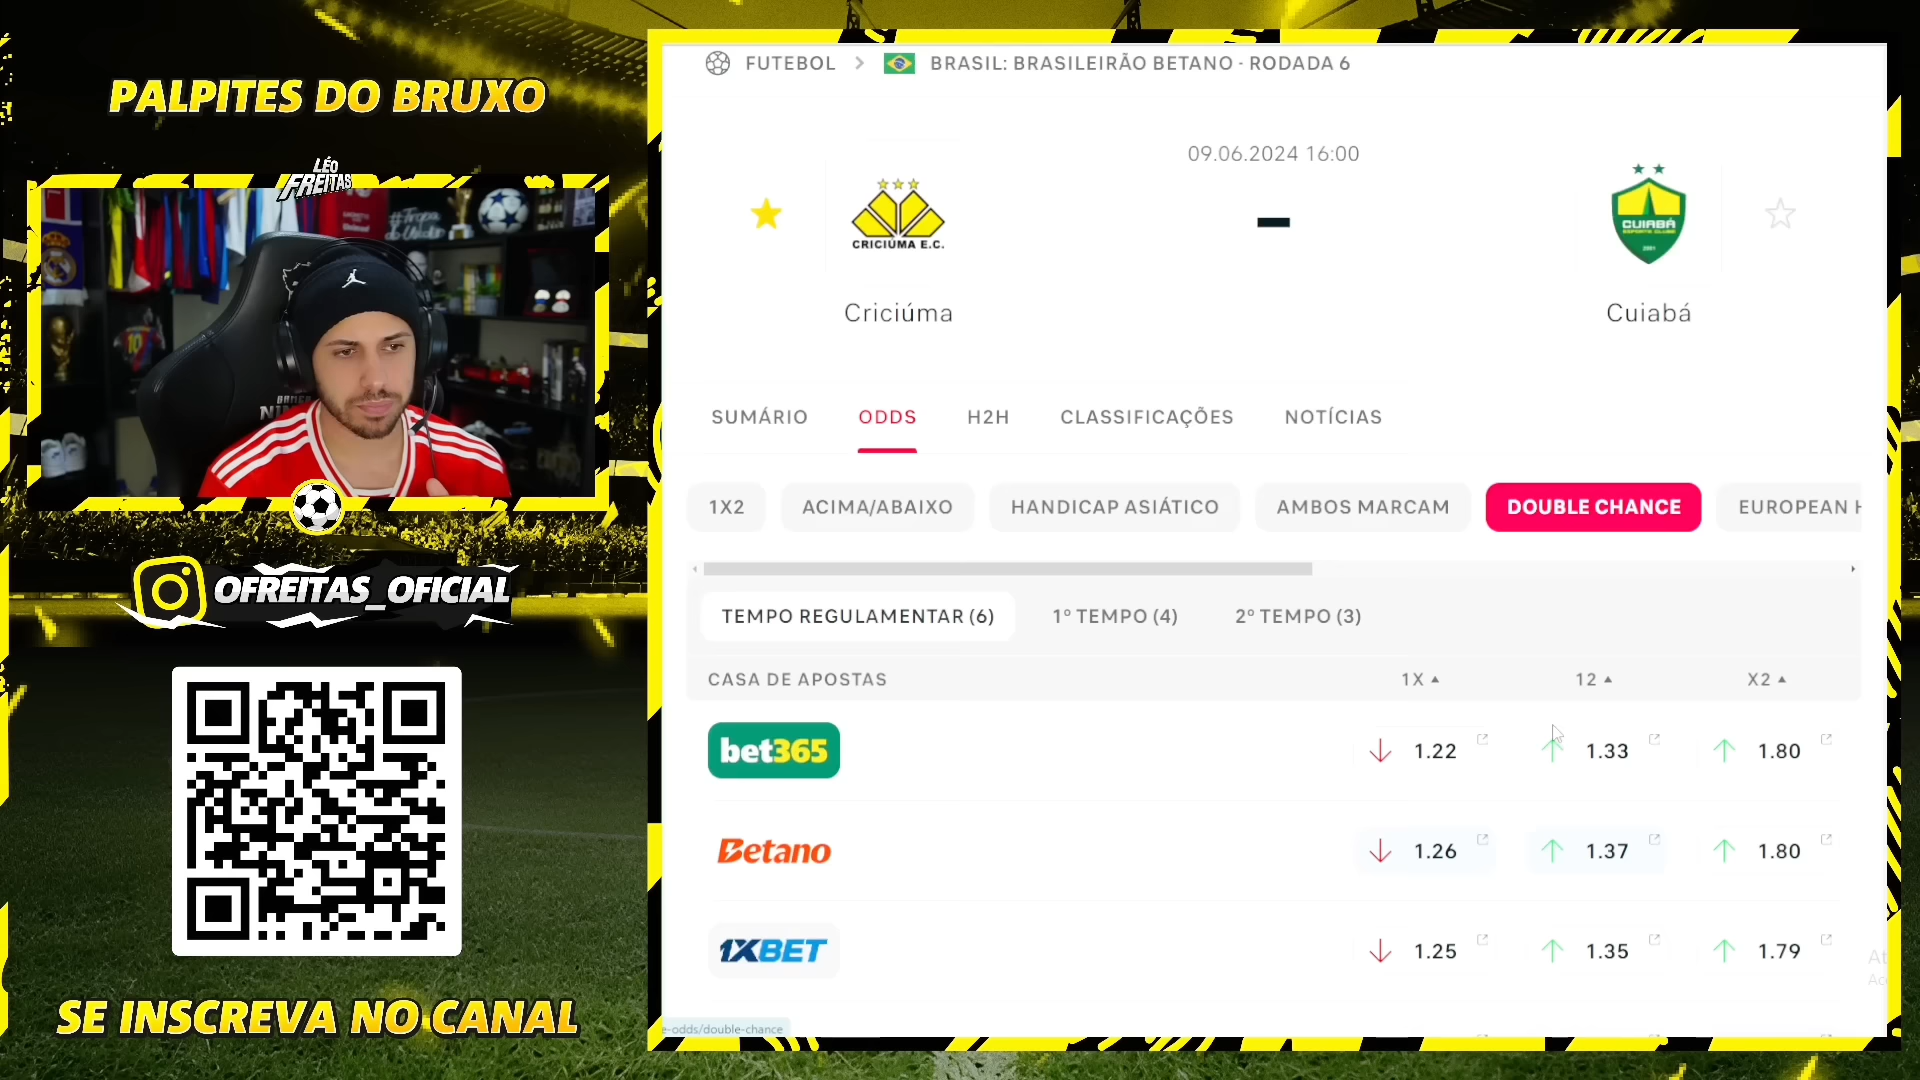 PALPITES DO BRUXO
LÉO
FREITAS
OFREITAS_OFICIAL
SE INSCREVA NO CANAL
FUTEBOL
BRASIL: BRASILEIRÃO BETANO - RODADA 6
09.06.2024 16:00
CRICIÚMA E.C.
CUIABÁ
ESPORTE CLUBE
2001
Criciúma
Cuiabá
SUMÁRIO ODDS H2H CLASSIFICAÇÕES NOTÍCIAS
1X2 ACIMA/ABAIXO HANDICAP ASIÁTICO AMBOS MARCAM DOUBLE CHANCE EUROPEAN
TEMPO REGULAMENTAR (6) 1º TEMPO (4) 2º TEMPO (3)
CASA DE APOSTAS 1X 12 X2
bet365 1.22 1.33 1.80
Betano 1.26 1.37 1.80
1XBET 1.25 1.35 1.79
e-odds/double-chance